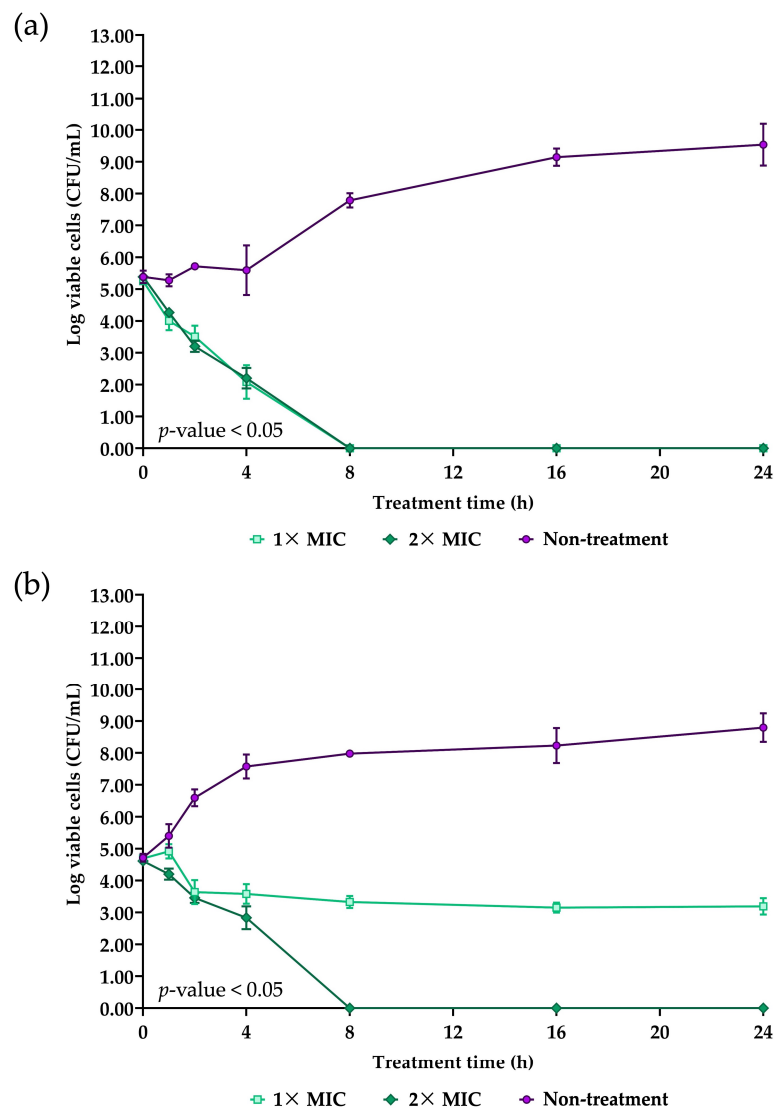 (a)
13.00
12.00
11.00
10.00
9.00
8.00
7.00
6.00
5.00
4.00
3.00
2.00
1.00
0.00
Log viable cells (CFU/mL)
p-value < 0.05
0 4 8 12 16 20 24
Treatment time (h)
1× MIC 2× MIC Non-treatment
(b)
13.00
12.00
11.00
10.00
9.00
8.00
7.00
6.00
5.00
4.00
3.00
2.00
1.00
0.00
Log viable cells (CFU/mL)
p-value < 0.05
0 4 8 12 16 20 24
Treatment time (h)
1× MIC 2× MIC Non-treatment